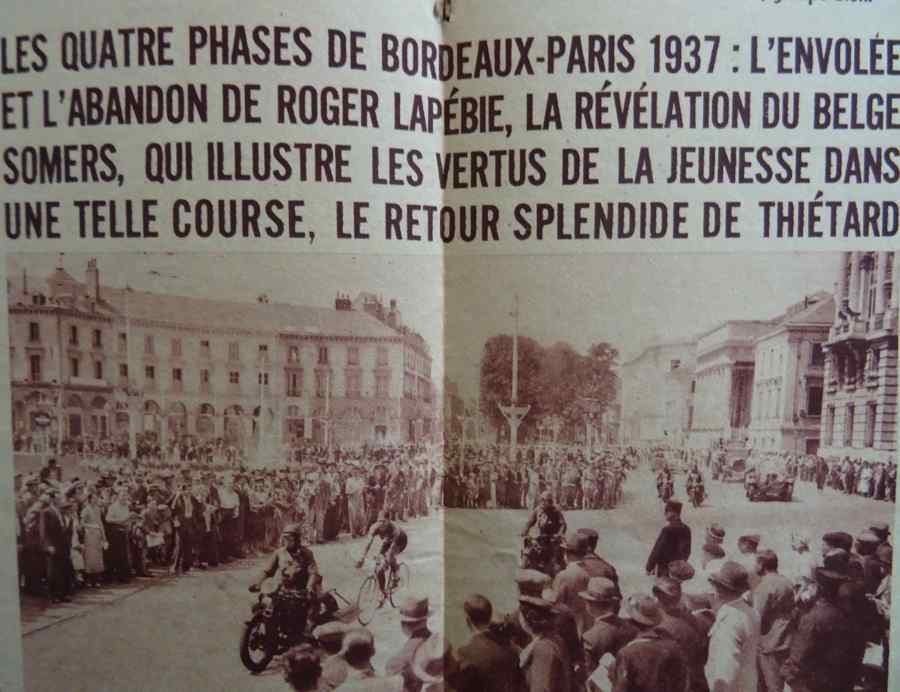 LES QUATRE PHASES DE BORDEAUX-PARIS 1937 : L'ENVOLÉE
ET L'ABANDON DE ROGER LAPÉBIE, LA RÉVÉLATION DU BELGE
SOMERS, QUI ILLUSTRE LES VERTUS DE LA JEUNESSE DANS
UNE TELLE COURSE, LE RETOUR SPLENDIDE DE THIÉTARD